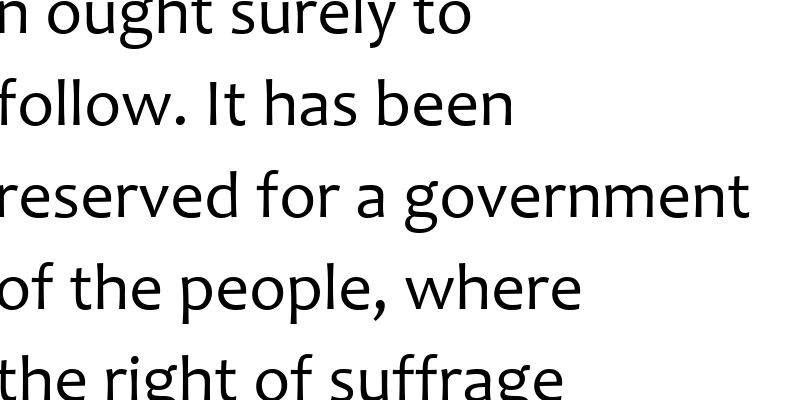 n ought surely to
follow. It has been
reserved for a government
of the people, where
the right of suffrage